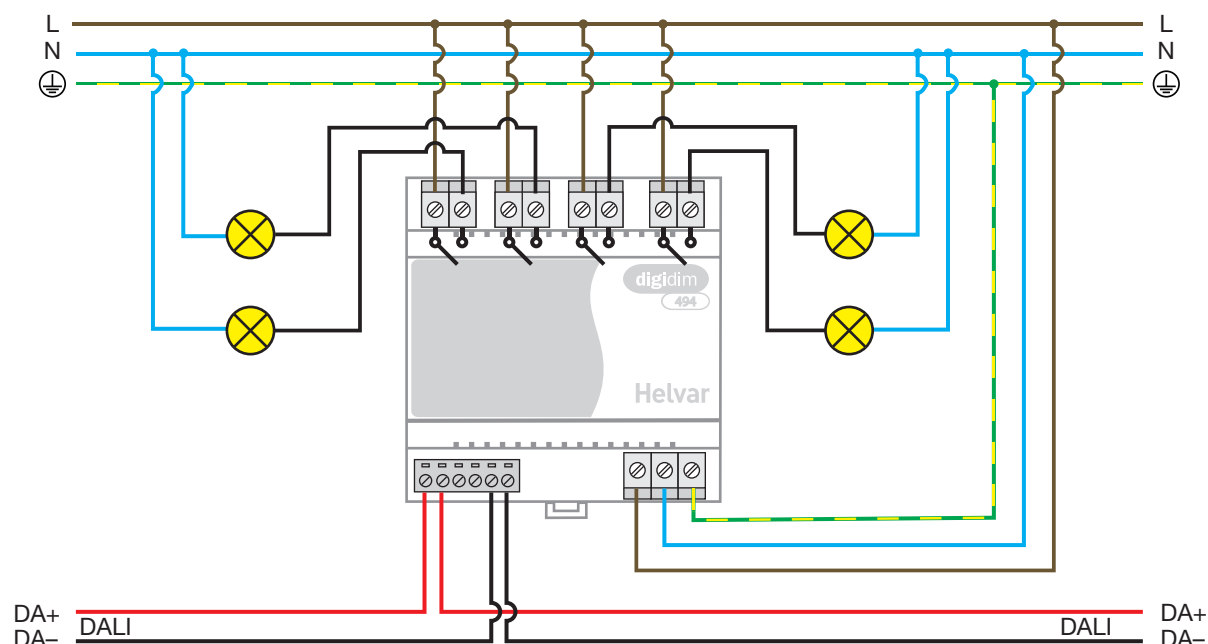 L L
N N
digidim
494
Helvar
DA+ DA+
DALI DALI
DA– DA–